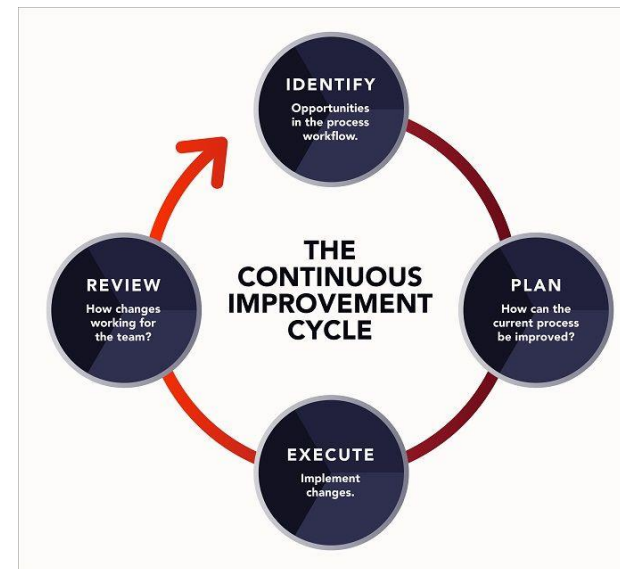 IDENTIFY
Opportunities
in the process
workflow.
THE
CONTINUOUS
IMPROVEMENT
CYCLE
PLAN
How can the
current process
be improved?
EXECUTE
Implement
changes.
REVIEW
How changes
working for
the team?